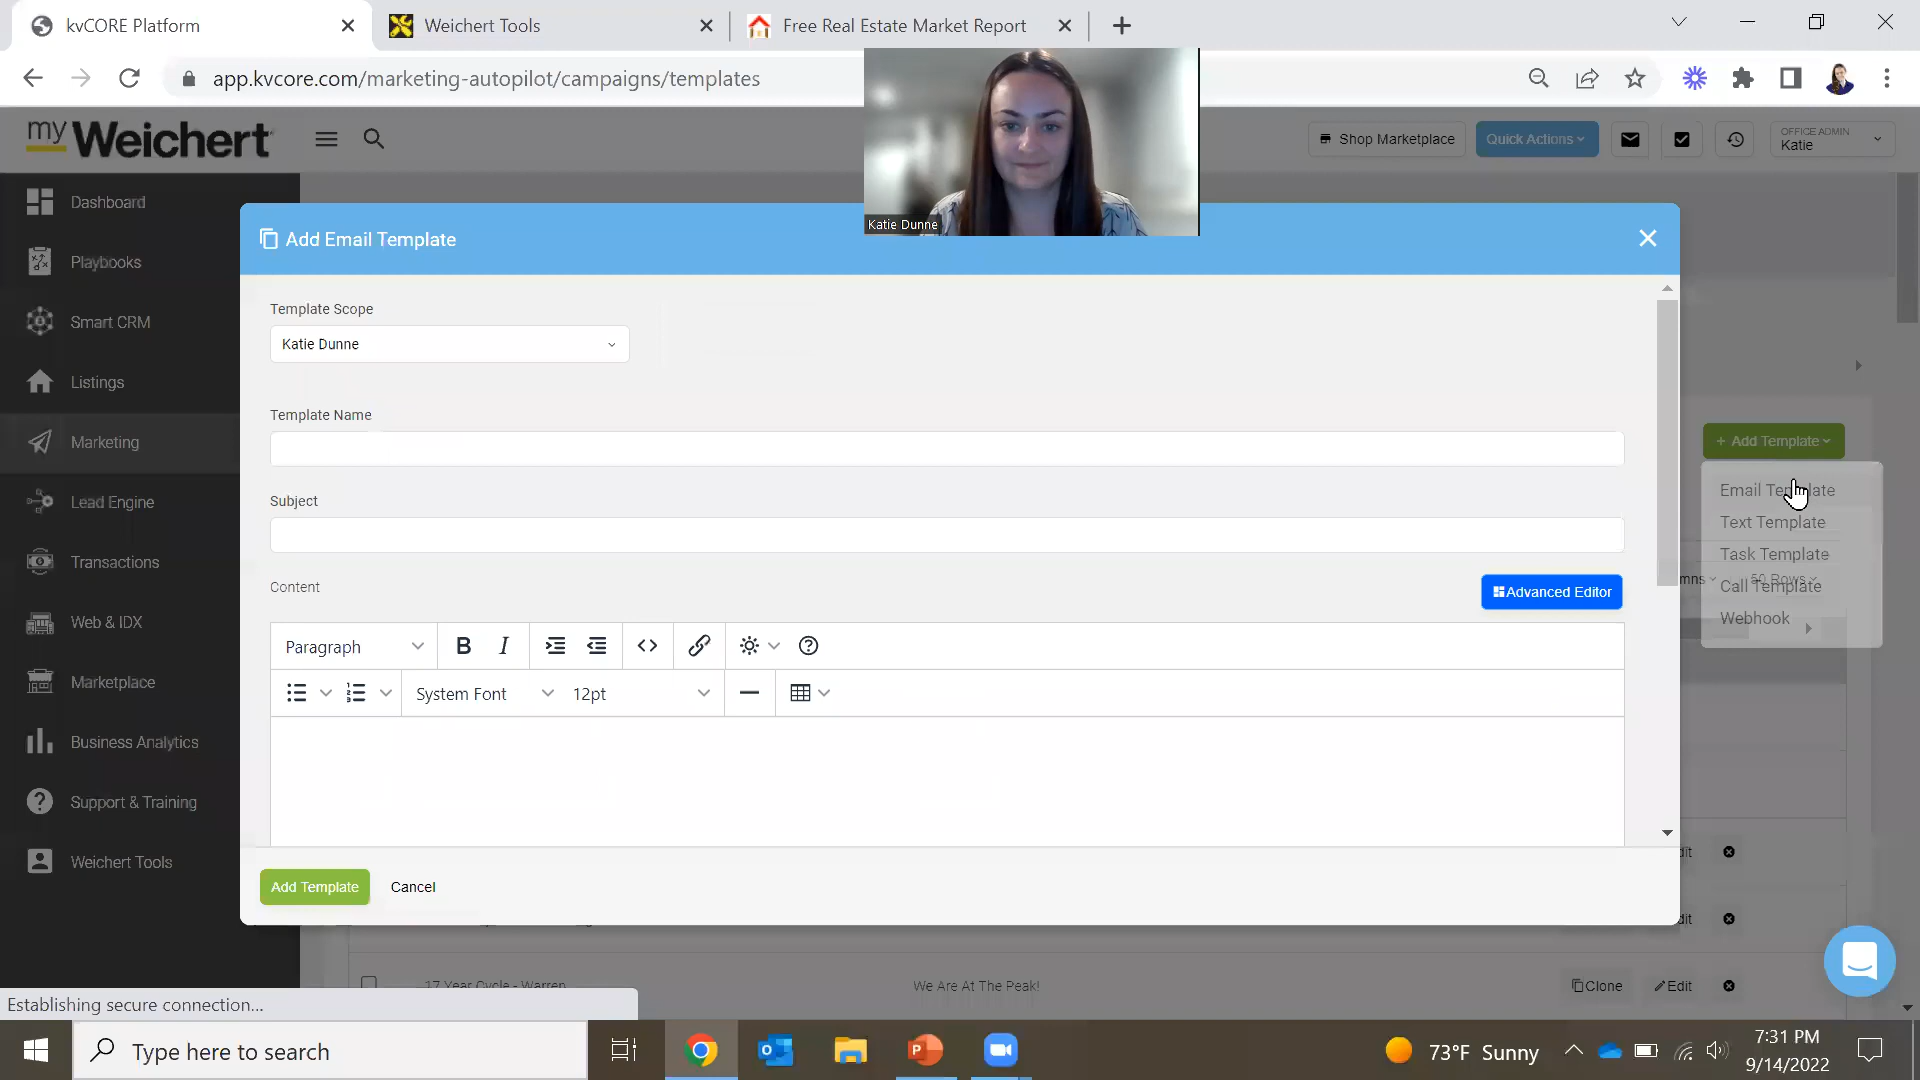 kvCORE Platform
Weichert Tools
Free Real Estate Market Report
app.kvcore.com/marketing-autopilot/campaigns/templates
my Weichert
Shop Marketplace
Quick Actions
OFFICE ADMIN
Katie
Katie Dunne
Dashboard
Playbooks
Smart CRM
Listings
Marketing
Lead Engine
Transactions
Web & IDX
Marketplace
Business Analytics
Support & Training
Weichert Tools
Add Email Template
Template Scope
Katie Dunne
Template Name
Subject
Content
Advanced Editor
Paragraph
B
I
System Font
12pt
Add Template
Cancel
+ Add Template
Email Template
Text Template
Task Template
Call Template
Webhook
50 Rows
17 Year Cycle - Warren
We Are At The Peak!
Clone
Edit
Establishing secure connection...
Type here to search
73°F Sunny
7:31 PM
9/14/2022